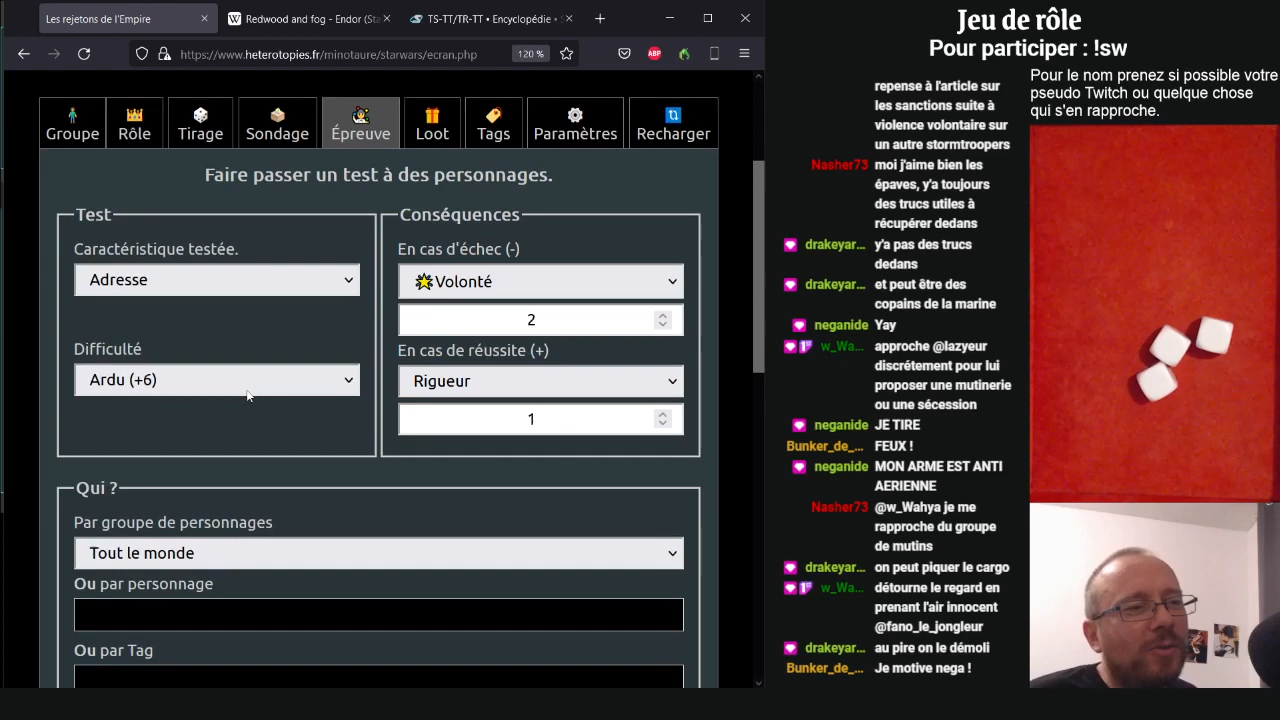 Les rejetons de l'Empire
Redwood and fog - Endor (Sta
TS-TT/TR-TT • Encyclopédie • S
https://www.heterotopies.fr/minotaure/starwars/ecran.php
120 %
Groupe
Rôle
Tirage
Sondage
Épreuve
Loot
Tags
Paramètres
Recharger
Faire passer un test à des personnages.
Test
Caractéristique testée.
Adresse
Difficulté
Ardu (+6)
Conséquences
En cas d'échec (-)
Volonté
2
En cas de réussite (+)
Rigueur
1
Qui ?
Par groupe de personnages
Tout le monde
Ou par personnage
Ou par Tag
repense à l'article sur
les sanctions suite à
violence volontaire sur
un autre stormtroopers
Nasher73 moi j'aime bien les
épaves, y'a toujours
des trucs utiles à
récupérer dedans
drakeyar... y'a pas des trucs
dedans
drakeyar... et peut être des
copains de la marine
neganide Yay
w_Wa... approche @lazyeur
discrétement pour lui
proposer une mutinerie
ou une sécession
neganide JE TIRE
Bunker_de_... FEUX !
neganide MON ARME EST ANTI
AERIENNE
Nasher73 @w_Wahya je me
rapproche du groupe
de mutins
drakeyar... on peut piquer le cargo
w_Wa... détourne le regard en
prenant l'air innocent
@fano_le_jongleur
drakeyar... au pire on le démoli
Bunker_de_... Je motive nega !
Jeu de rôle
Pour participer : !sw
Pour le nom prenez si possible votre
pseudo Twitch ou quelque chose
qui s'en rapproche.